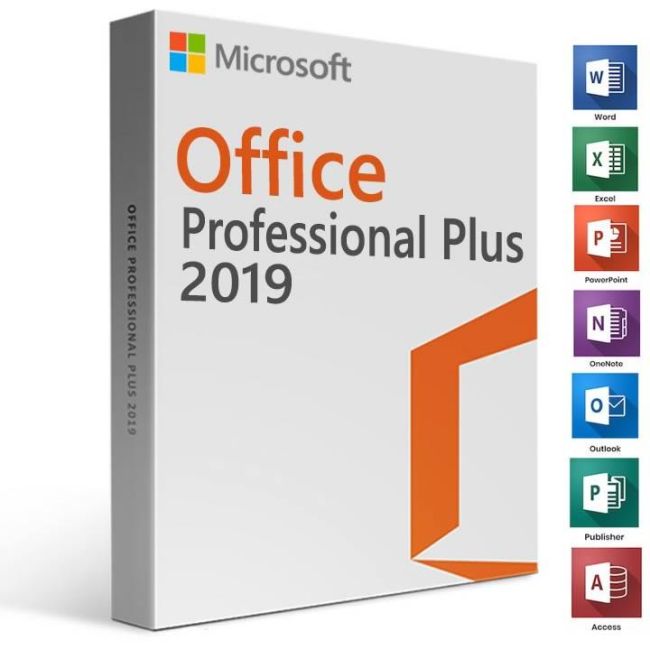 Microsoft
Office
Professional Plus
2019
OFFICE PROFESSIONAL PLUS 2019
W
Word
X
Excel
P
PowerPoint
N
OneNote
O
Outlook
P
Publisher
A
Access